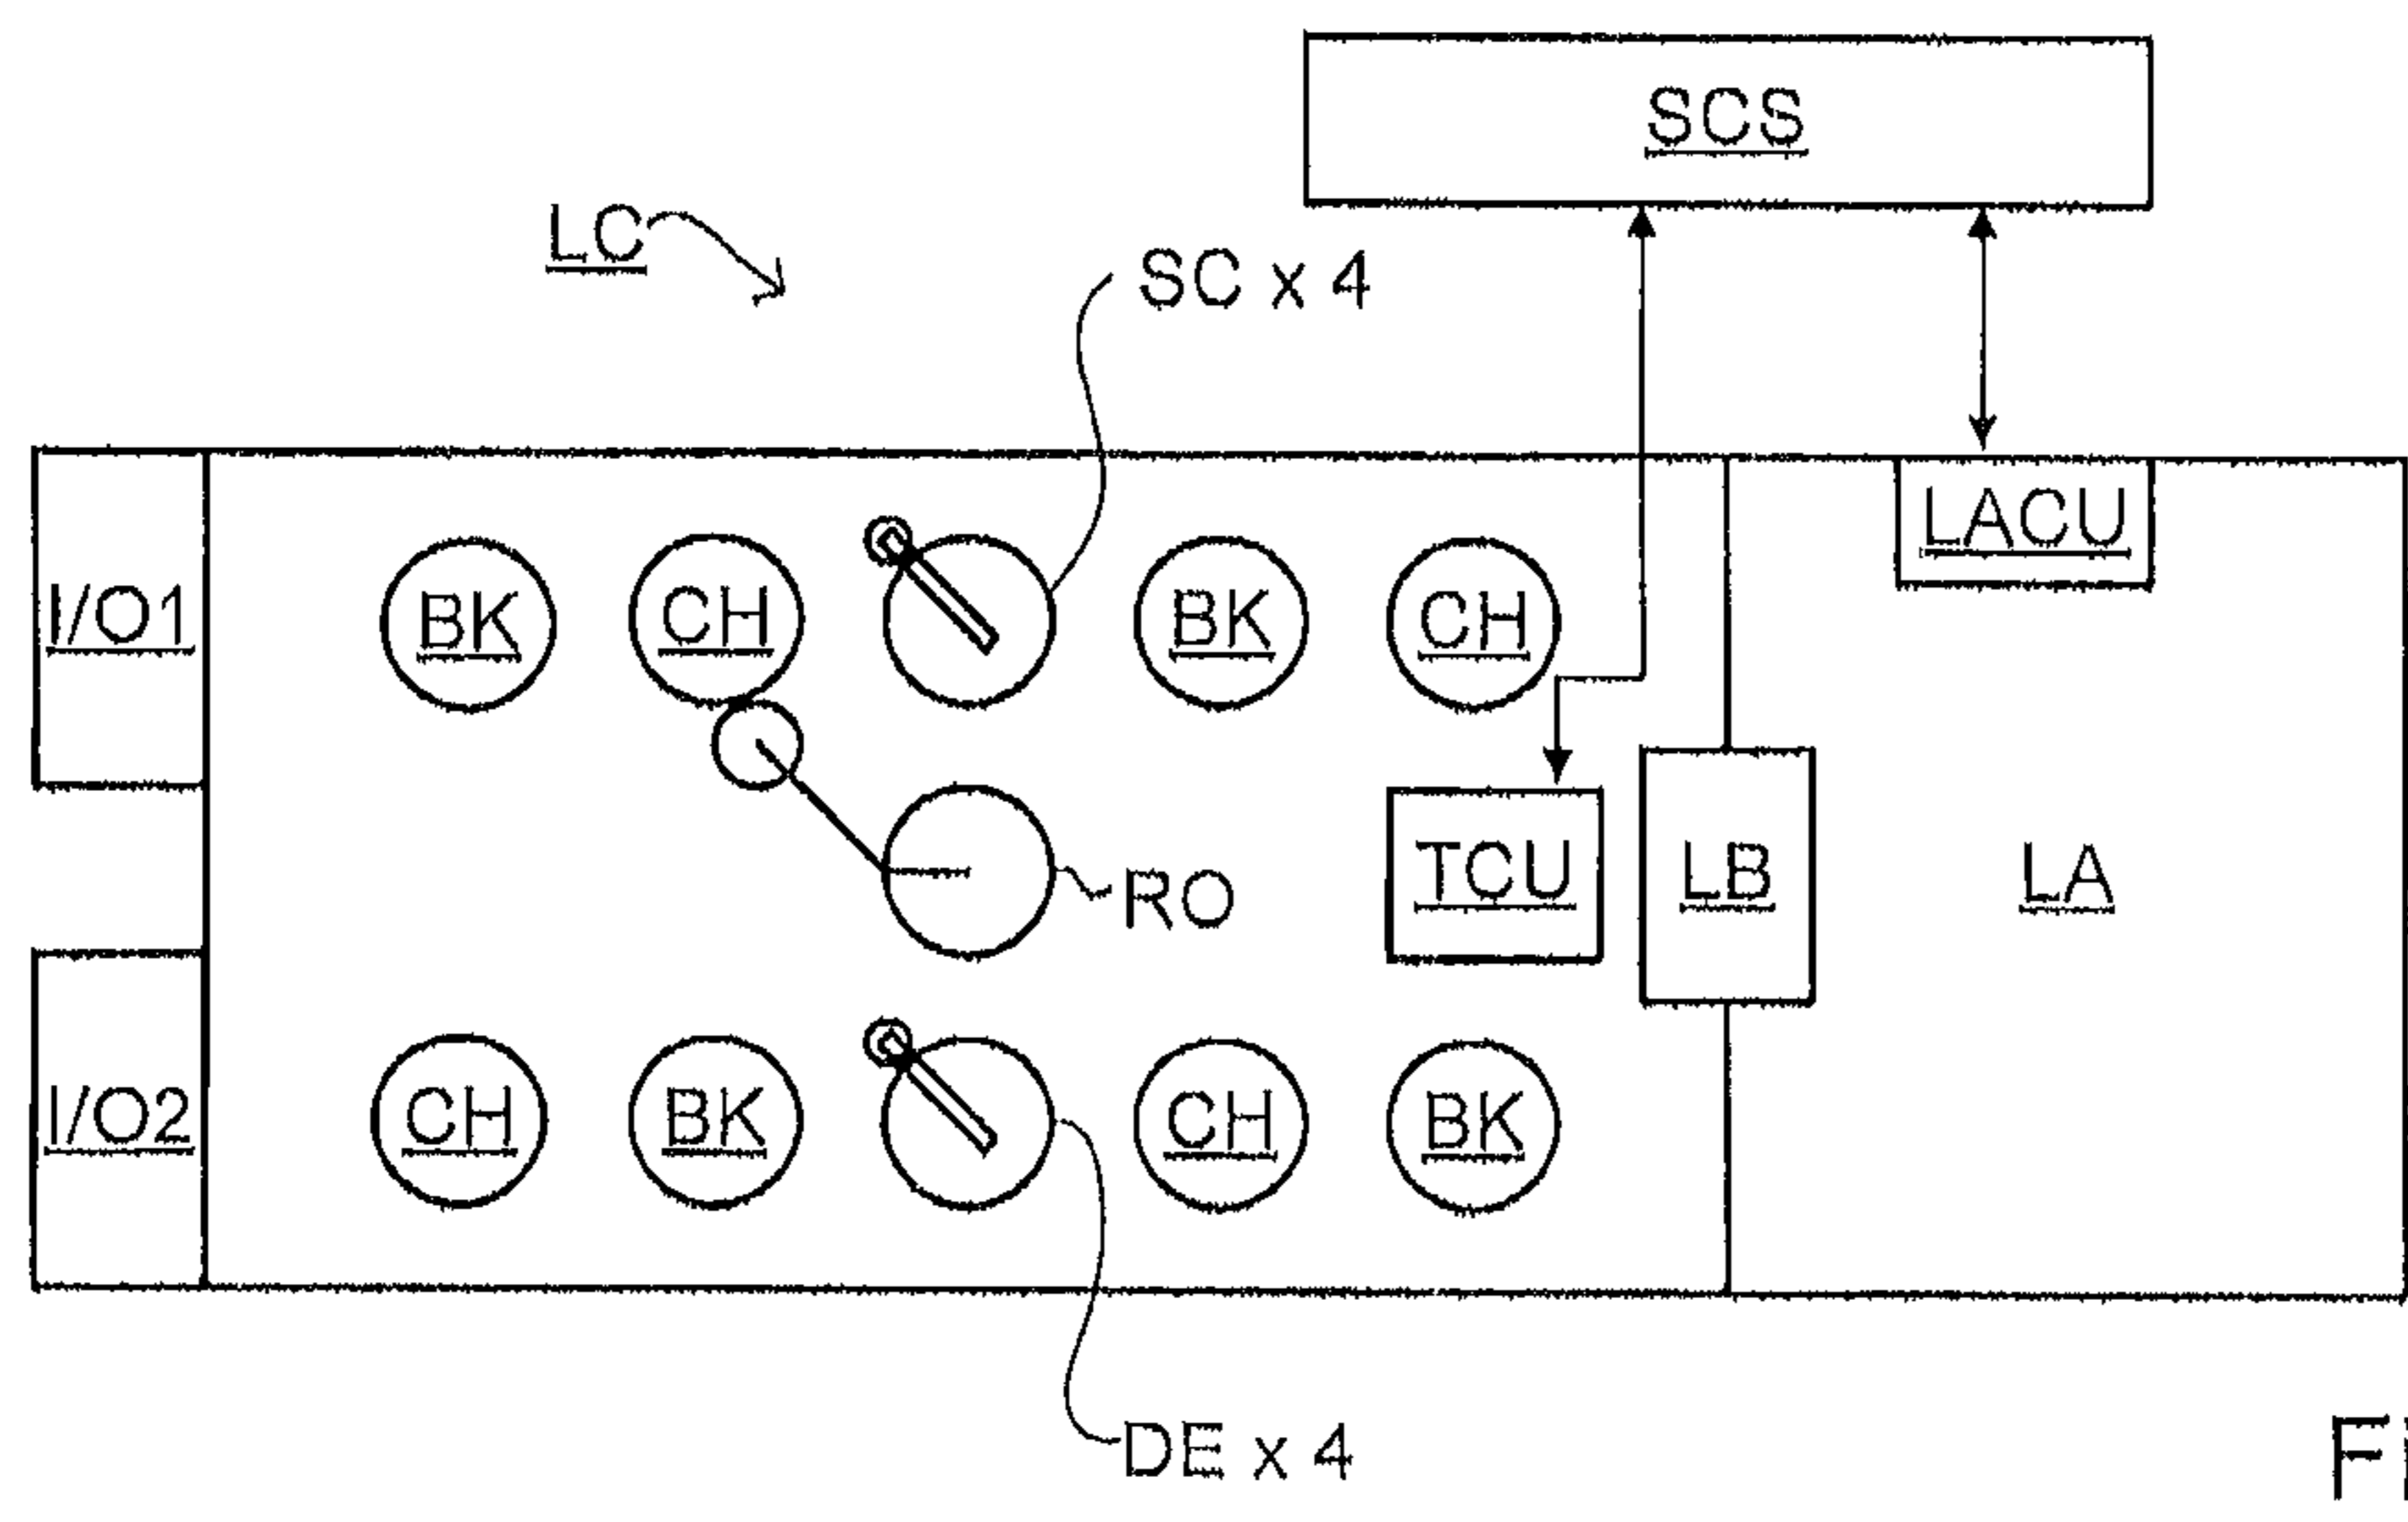 SCS
LC
SC x 4
LACU
I/O1
BK
CH
BK
CH
TCU
LB
LA
RO
I/O2
CH
BK
CH
BK
DE x 4